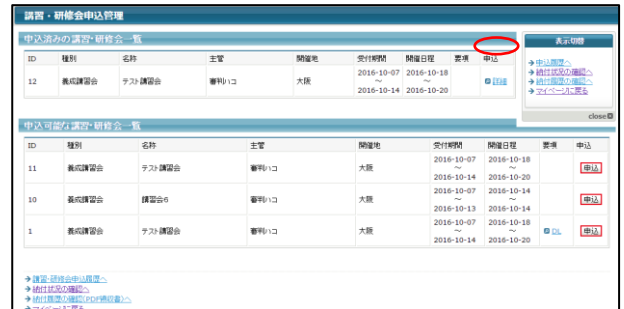 講習・研修会申込管理
申込済みの講習・研修会一覧
ID 種別 名称 主管 開催地 受付期間 開催日程 要項 申込
12 養成講習会 テスト講習会 審判ハコ 大阪 2016-10-07 ～ 2016-10-14 2016-10-18 ～ 2016-10-20 詳細
表示切替
申込履歴へ
納付状況の確認へ
納付履歴の確認へ
マイページに戻る
close
申込可能な講習・研修会一覧
ID 種別 名称 主管 開催地 受付期間 開催日程 要項 申込
11 養成講習会 テスト講習会 審判ハコ 大阪 2016-10-07 ～ 2016-10-14 2016-10-18 ～ 2016-10-20 申込
10 養成講習会 講習会6 審判ハコ 大阪 2016-10-07 ～ 2016-10-13 2016-10-14 ～ 2016-10-14 申込
1 養成講習会 テスト講習会 審判ハコ 大阪 2016-10-07 ～ 2016-10-14 2016-10-18 ～ 2016-10-20 DL 申込
講習・研修会申込履歴へ
納付状況の確認へ
納付履歴の確認(PDF領収書)へ
マイページに戻る